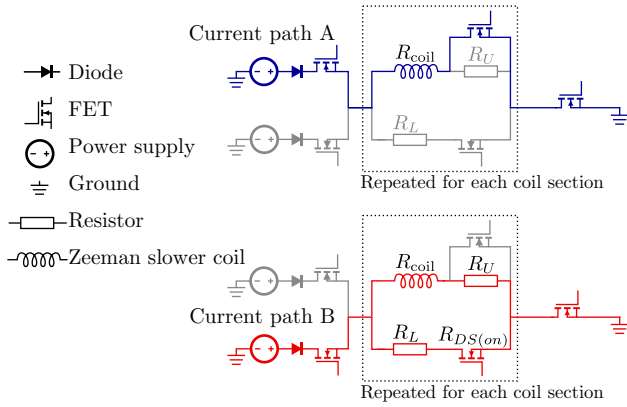 Diode
FET
Power supply
Ground
Resistor
Zeeman slower coil
Current path A
R_coil
R_U
R_L
Repeated for each coil section
Current path B
R_coil
R_U
R_L
R_DS(on)
Repeated for each coil section